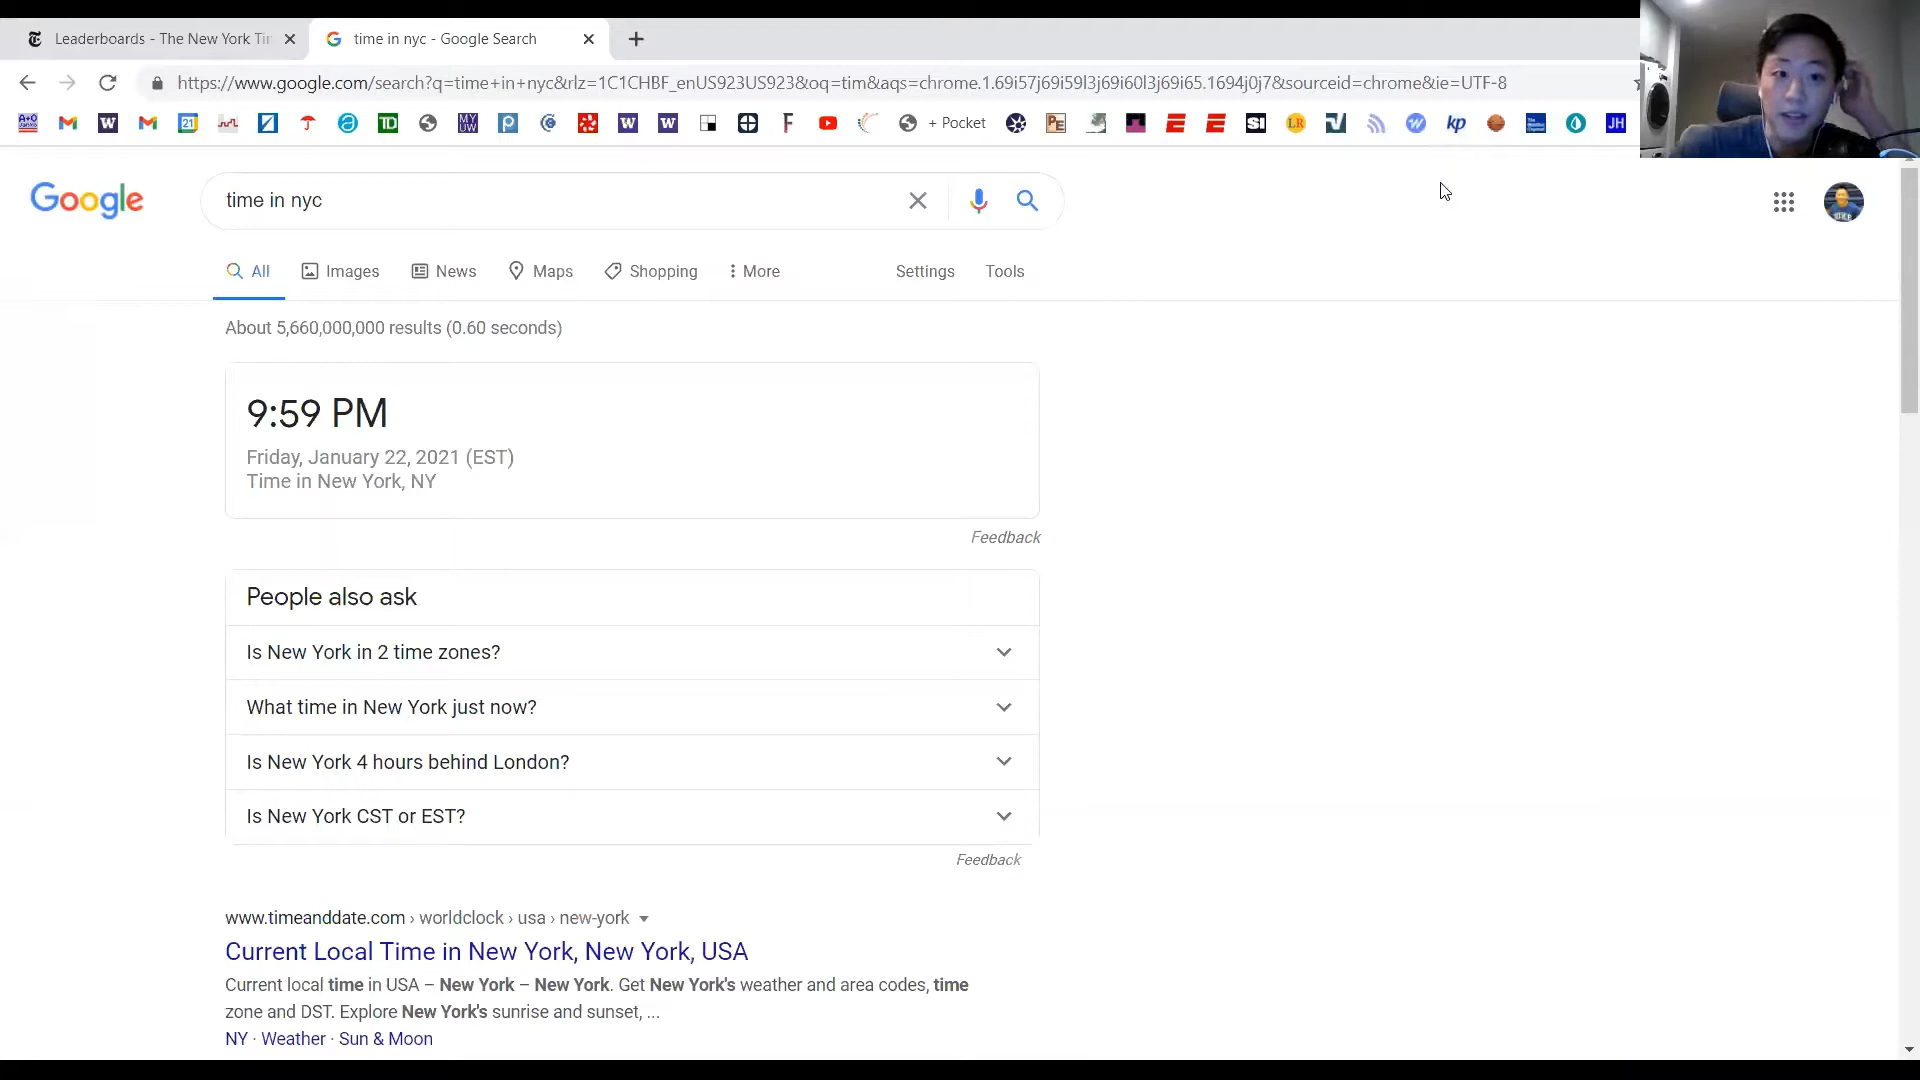 Leaderboards - The New York Tir
time in nyc - Google Search
https://www.google.com/search?q=time+in+nyc&rlz=1C1CHBF_enUS923US923&oq=tim&aqs=chrome.1.69i57j69i59l3j69i60l3j69i65.1694j0j7&sourceid=chrome&ie=UTF-8
+ Pocket
Google
time in nyc
All
Images
News
Maps
Shopping
More
Settings
Tools
About 5,660,000,000 results (0.60 seconds)
9:59 PM
Friday, January 22, 2021 (EST)
Time in New York, NY
Feedback
People also ask
Is New York in 2 time zones?
What time in New York just now?
Is New York 4 hours behind London?
Is New York CST or EST?
Feedback
www.timeanddate.com › worldclock › usa › new-york
Current Local Time in New York, New York, USA
Current local time in USA – New York – New York. Get New York's weather and area codes, time
zone and DST. Explore New York's sunrise and sunset, ...
NY · Weather · Sun & Moon